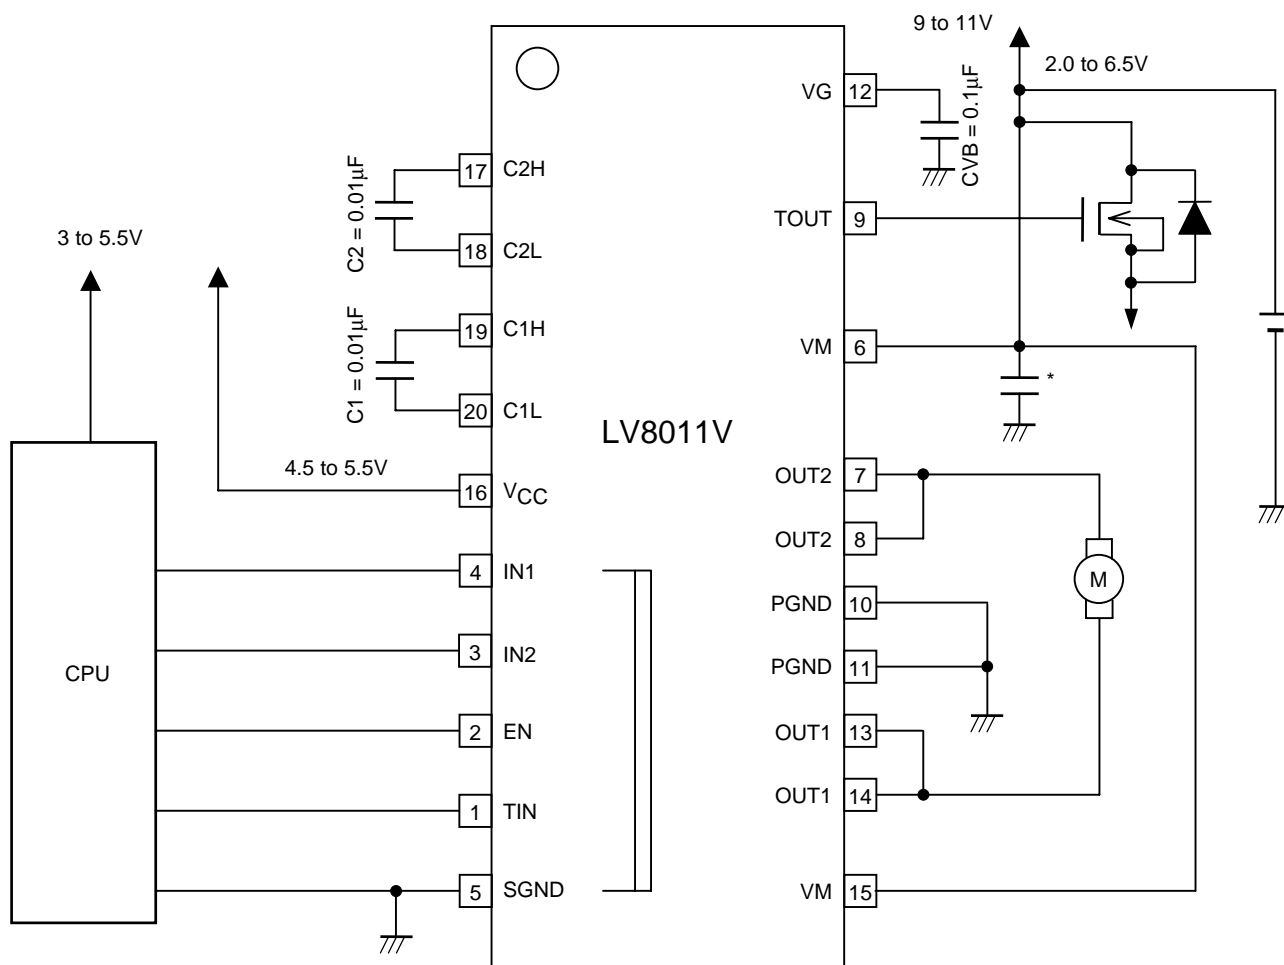 9 to 11V
2.0 to 6.5V
VG
12
CVB = 0.1µF
17
C2H
C2 = 0.01µF
18
C2L
TOUT
9
3 to 5.5V
19
C1H
C1 = 0.01µF
20
C1L
VM
6
*
LV8011V
4.5 to 5.5V
16
VCC
OUT2
7
OUT2
8
4
IN1
M
PGND
10
3
IN2
CPU
PGND
11
2
EN
OUT1
13
1
TIN
OUT1
14
5
SGND
VM
15